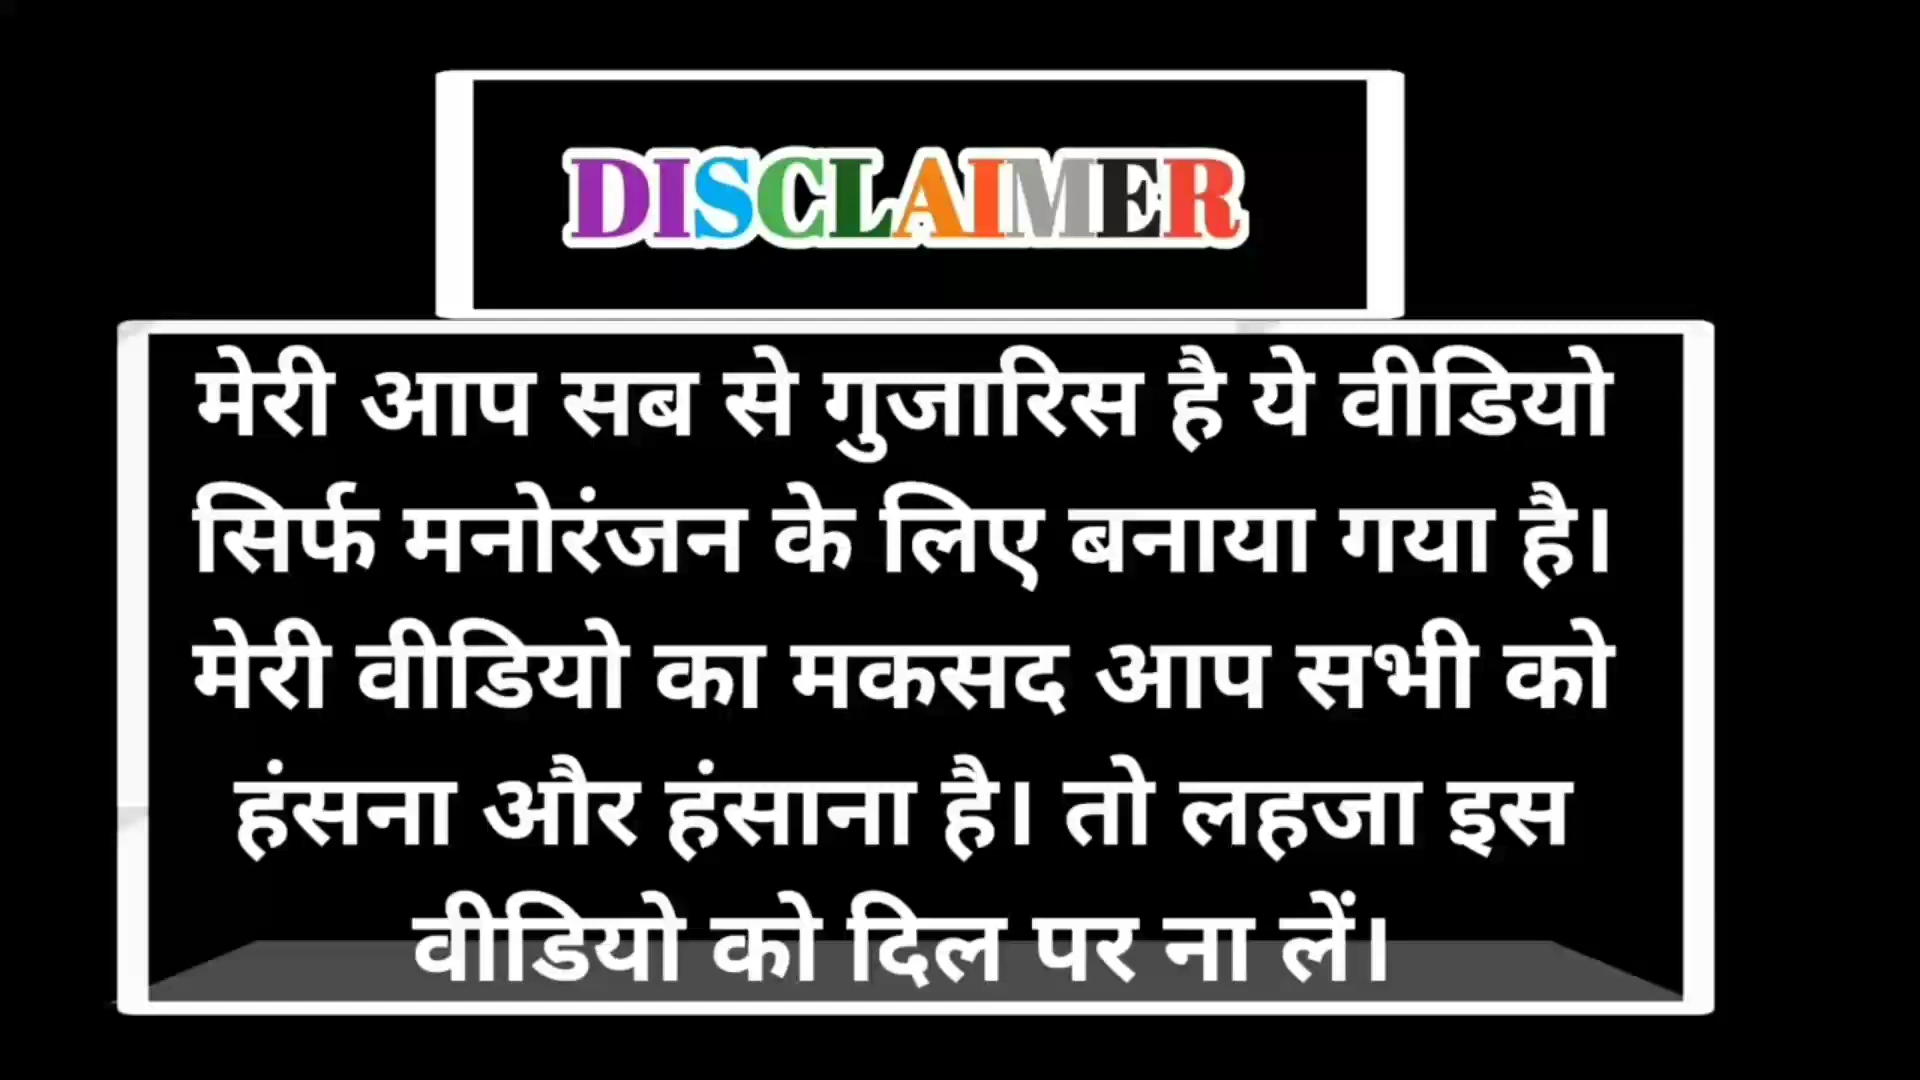 DISCLAIMER
मेरी आप सब से गुजारिस है ये वीडियो
सिर्फ मनोरंजन के लिए बनाया गया है।
मेरी वीडियो का मकसद आप सभी को
हंसना और हंसाना है। तो लहजा इस
वीडियो को दिल पर ना लें।